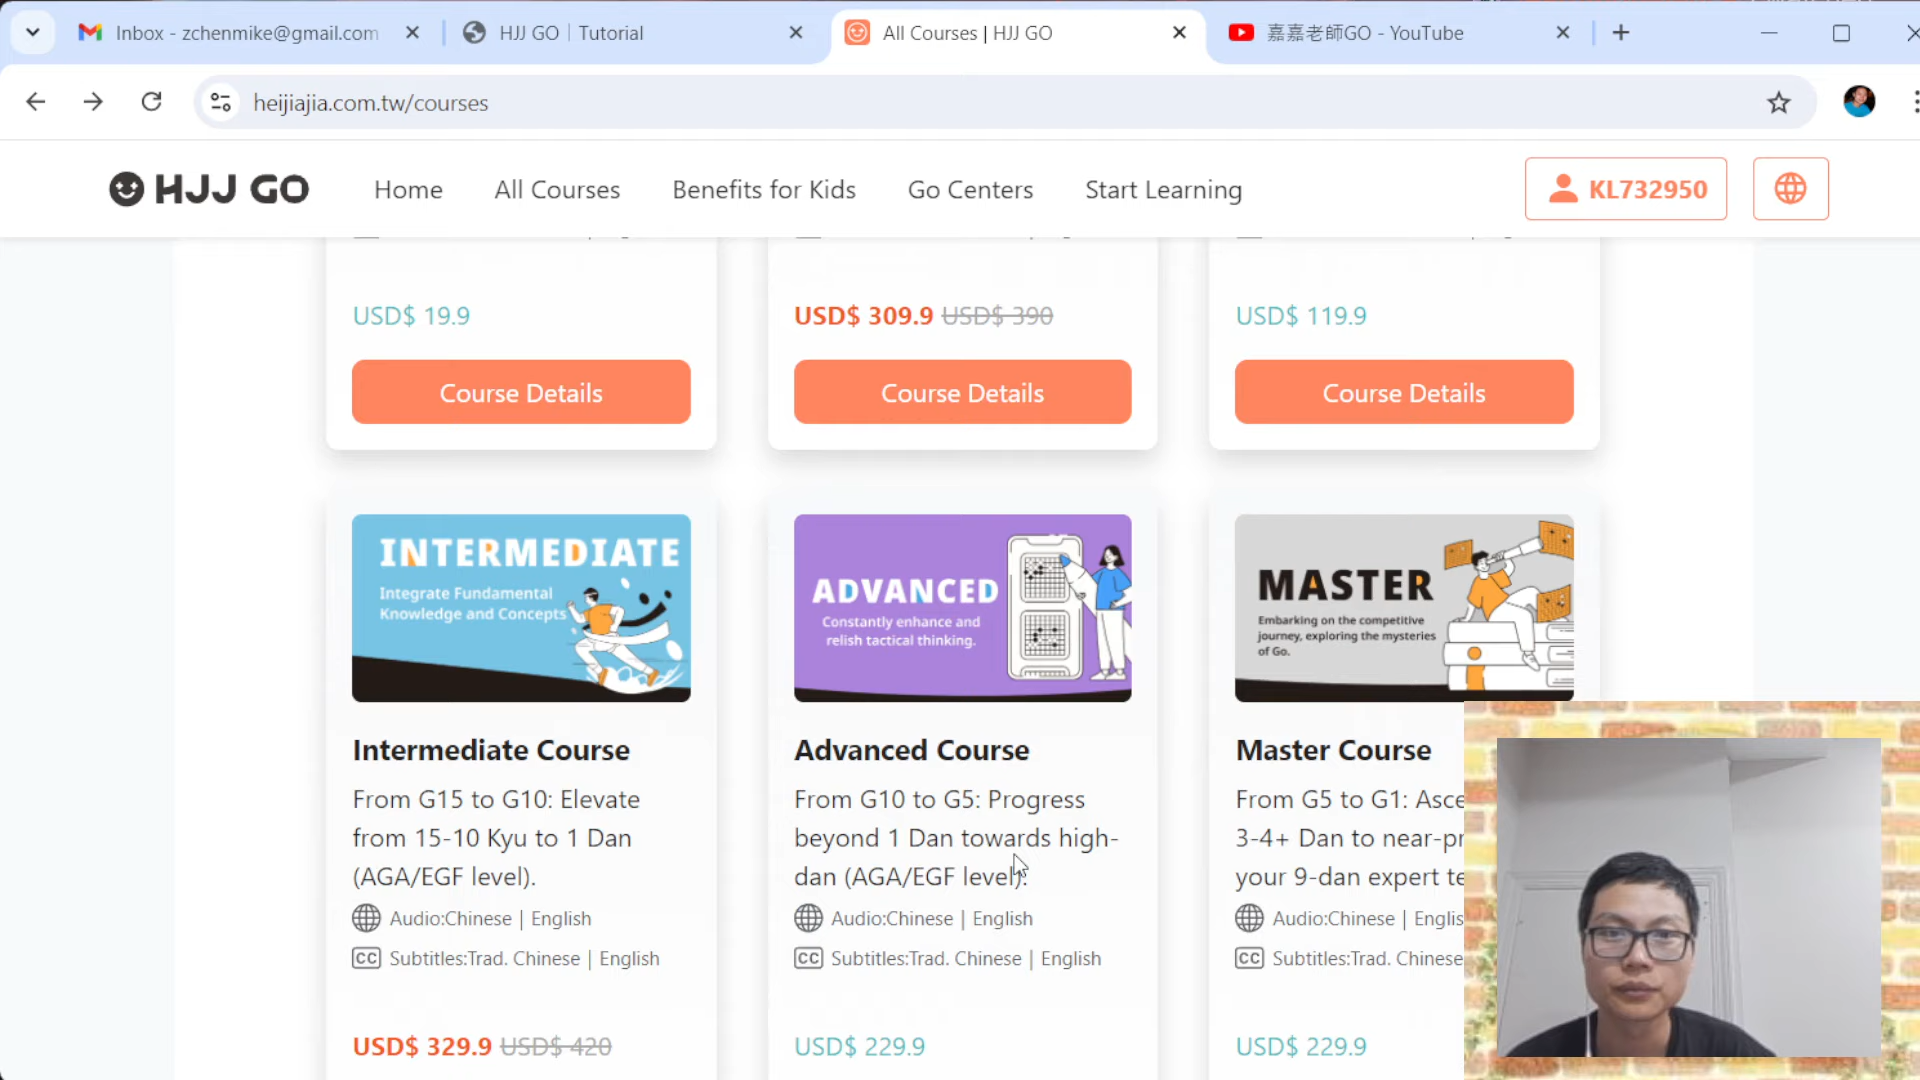 Inbox - zchenmike@gmail.com
HJJ GO | Tutorial
All Courses | HJJ GO
嘉嘉老師GO - YouTube
heijiajia.com.tw/courses
HJJ GO
Home
All Courses
Benefits for Kids
Go Centers
Start Learning
KL732950
USD$ 19.9
USD$ 309.9 USD$ 390
USD$ 119.9
Course Details
Course Details
Course Details
INTERMEDIATE
Integrate Fundamental
Knowledge and Concepts
ADVANCED
Constantly enhance and
relish tactical thinking.
MASTER
Embarking on the competitive
journey, exploring the mysteries
of Go.
Intermediate Course
From G15 to G10: Elevate
from 15-10 Kyu to 1 Dan
(AGA/EGF level).
Audio:Chinese | English
CC Subtitles:Trad. Chinese | English
USD$ 329.9 USD$ 420
Advanced Course
From G10 to G5: Progress
beyond 1 Dan towards high-
dan (AGA/EGF level).
Audio:Chinese | English
CC Subtitles:Trad. Chinese | English
USD$ 229.9
Master Course
From G5 to G1: Asce
3-4+ Dan to near-pr
your 9-dan expert te
Audio:Chinese | Englis
CC Subtitles:Trad. Chinese
USD$ 229.9